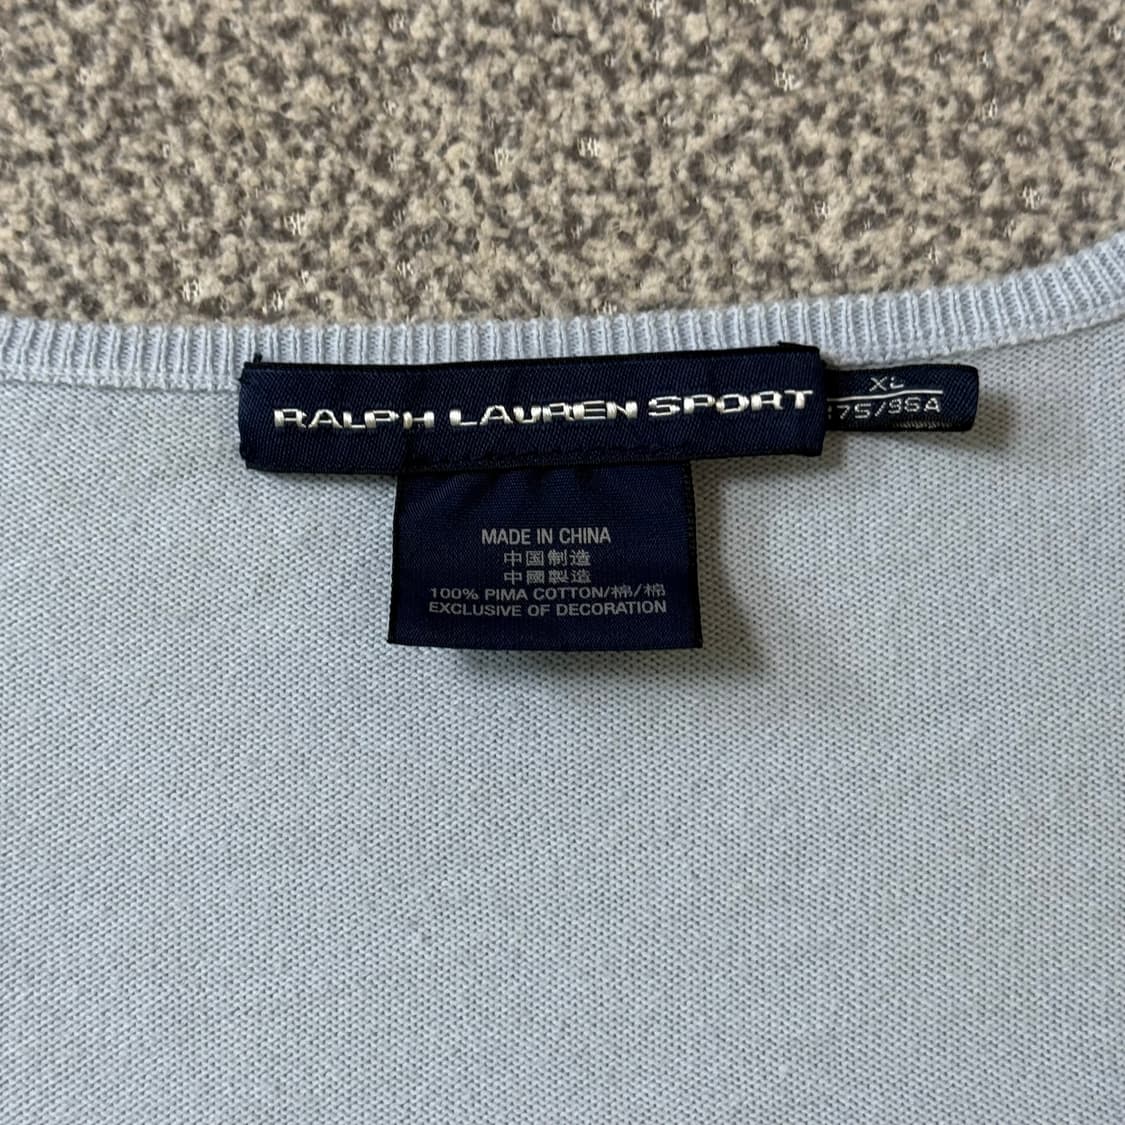 RALPH LAUREN SPORT
XL
175/96A
MADE IN CHINA
中国制造
中國製造
100% PIMA COTTON/棉/棉
EXCLUSIVE OF DECORATION